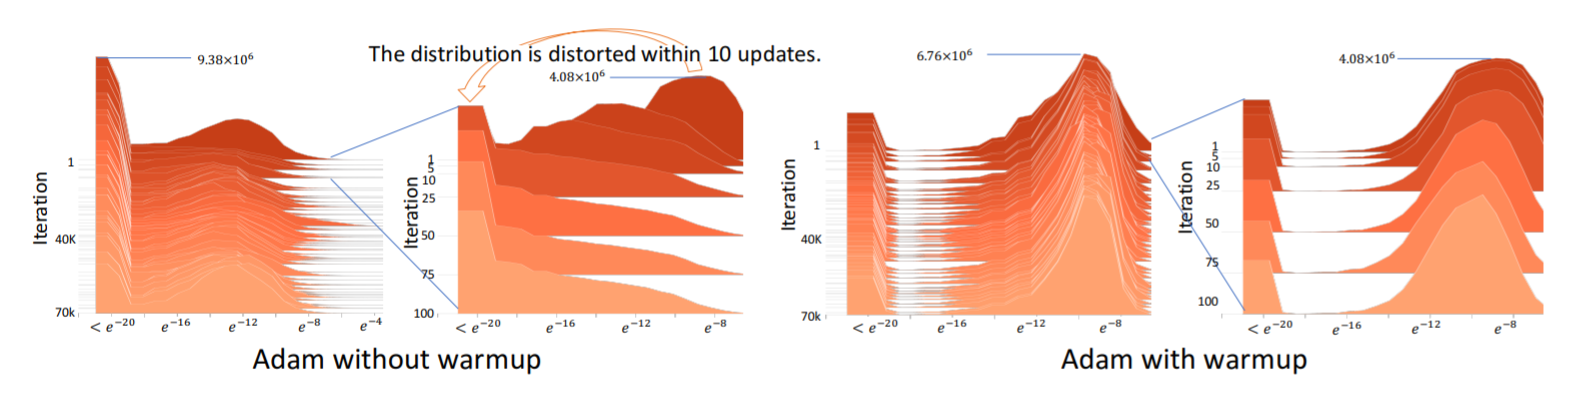 The distribution is distorted within 10 updates.
9.38×10⁶
4.08×10⁶
6.76×10⁶
4.08×10⁶
Iteration
1
40K
70k
< e⁻²⁰ e⁻¹⁶ e⁻¹² e⁻⁸ e⁻⁴
Iteration
1
5
10
25
50
75
100
< e⁻²⁰ e⁻¹⁶ e⁻¹² e⁻⁸
Adam without warmup
Iteration
1
40K
70k
< e⁻²⁰ e⁻¹⁶ e⁻¹² e⁻⁸
Iteration
1
5
10
25
50
75
100
< e⁻²⁰ e⁻¹⁶ e⁻¹² e⁻⁸
Adam with warmup